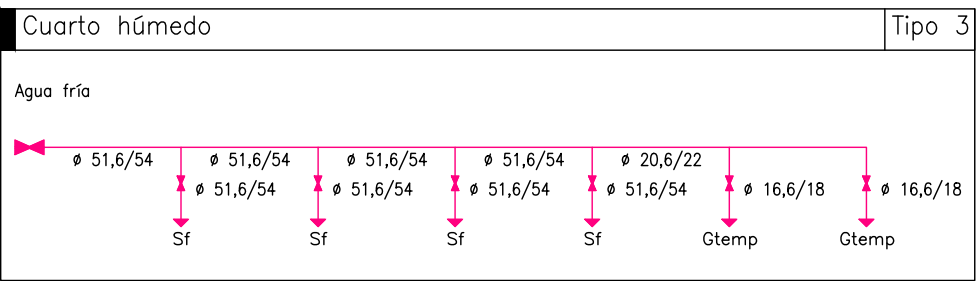 Cuarto húmedo Tipo 3
Agua fría
ø 51,6/54 ø 51,6/54 ø 51,6/54 ø 51,6/54 ø 20,6/22
ø 51,6/54 ø 51,6/54 ø 51,6/54 ø 51,6/54 ø 16,6/18 ø 16,6/18
Sf Sf Sf Sf Gtemp Gtemp